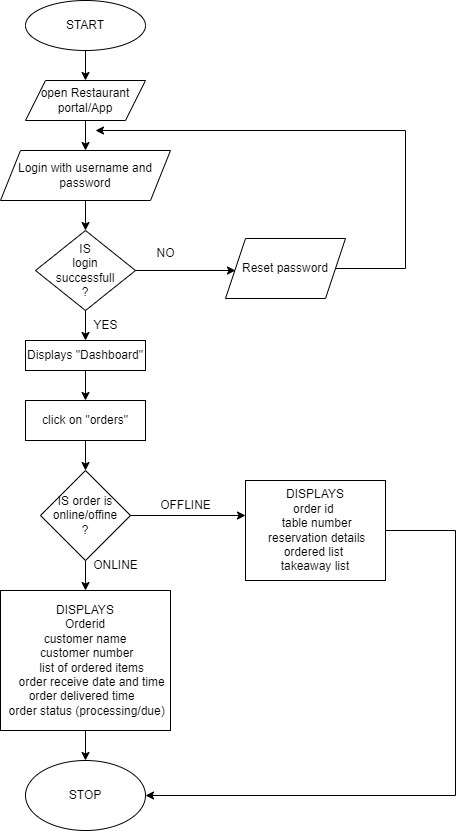 START
open Restaurant
portal/App
Login with username and
password
IS
login
successfull
?
NO
Reset password
YES
Displays "Dashboard"
click on "orders"
IS order is
online/offine
?
OFFLINE
DISPLAYS
order id
table number
reservation details
ordered list
takeaway list
ONLINE
DISPLAYS
Orderid
customer name
customer number
list of ordered items
order receive date and time
order delivered time
order status (processing/due)
STOP